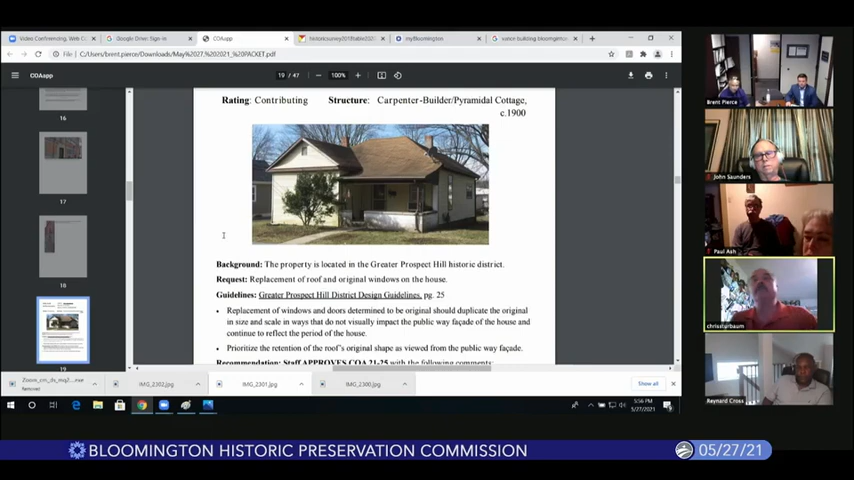 Video Conferencing, Web C
Google Drive: Sign-in
COAapp
myBloomington
File
C:/Users/brent.pierce/Downloads/May%2027,%202021_%20PACKET.pdf
COAapp
19 / 47
100%
16
17
18
19
Rating: Contributing Structure: Carpenter-Builder/Pyramidal Cottage,
c.1900
Background: The property is located in the Greater Prospect Hill historic district.
Request: Replacement of roof and original windows on the house.
Guidelines: Greater Prospect Hill District Design Guidelines, pg. 25
• Replacement of windows and doors determined to be original should duplicate the original
in size and scale in ways that do not visually impact the public way façade of the house and
continue to reflect the period of the house.
• Prioritize the retention of the roof's original shape as viewed from the public way façade.
Recommendation: Staff APPROVES COA 21-25 with the following comments:
Removed
IMG_2302.jpg
IMG_2301.jpg
IMG_2300.jpg
Show all
5:56 PM
5/27/2021
Brent Pierce
John Saunders
Paul Ash
chrissturbaum
Reynard Cross
BLOOMINGTON HISTORIC PRESERVATION COMMISSION
05/27/21